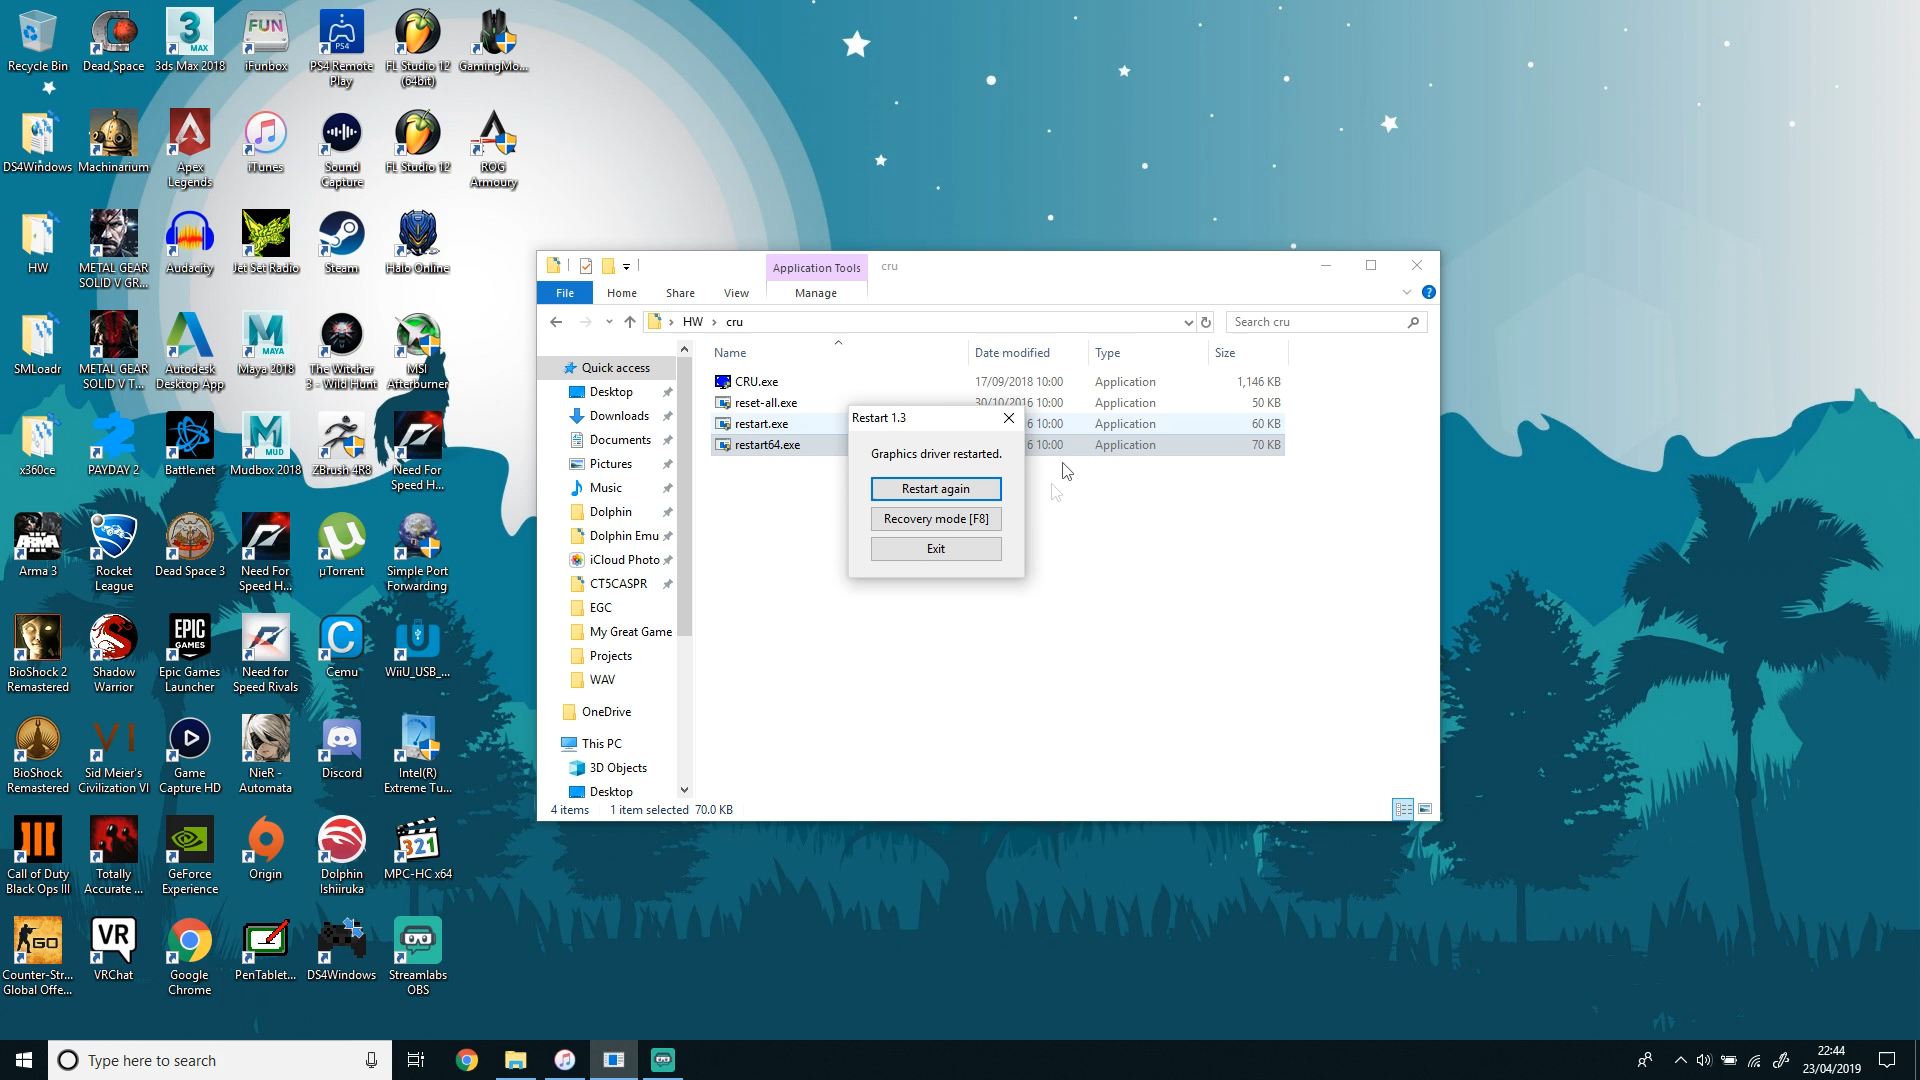 Recycle Bin
Dead Space
3ds Max 2018
iFunbox
PS4 Remote
Play
FL Studio 12
(64bit)
GamingMo...
DS4Windows
Machinarium
Apex
Legends
iTunes
Sound
Capture
FL Studio 12
ROG
Armoury
HW
METAL GEAR
SOLID V GR...
Audacity
Jet Set Radio
Steam
Halo Online
SMLoadr
METAL GEAR
SOLID V T...
Autodesk
Desktop App
Maya 2018
The Witcher
3 - Wild Hunt
MSI
Afterburner
x360ce
PAYDAY 2
Battle.net
Mudbox 2018
ZBrush 4R8
Need For
Speed H...
Arma 3
Rocket
League
Dead Space 3
Need For
Speed H...
µTorrent
Simple Port
Forwarding
BioShock 2
Remastered
Shadow
Warrior
Epic Games
Launcher
Need for
Speed Rivals
Cemu
WiiU_USB_...
BioShock
Remastered
Sid Meier's
Civilization VI
Game
Capture HD
NieR -
Automata
Discord
Intel(R)
Extreme Tu...
Call of Duty
Black Ops III
Totally
Accurate ...
GeForce
Experience
Origin
Dolphin
Ishiiruka
MPC-HC x64
Counter-Str...
Global Offe...
VRChat
Google
Chrome
PenTablet...
DS4Windows
Streamlabs
OBS
Application Tools
cru
File
Home
Share
View
Manage
HW
cru
Search cru
Quick access
Desktop
Downloads
Documents
Pictures
Music
Dolphin
Dolphin Emu
iCloud Photo
CT5CASPR
EGC
My Great Game
Projects
WAV
OneDrive
This PC
3D Objects
Desktop
Name
Date modified
Type
Size
CRU.exe
17/09/2018 10:00
Application
1,146 KB
reset-all.exe
30/10/2016 10:00
Application
50 KB
restart.exe
6 10:00
Application
60 KB
restart64.exe
6 10:00
Application
70 KB
Restart 1.3
Graphics driver restarted.
Restart again
Recovery mode [F8]
Exit
4 items
1 item selected 70.0 KB
Type here to search
22:44
23/04/2019